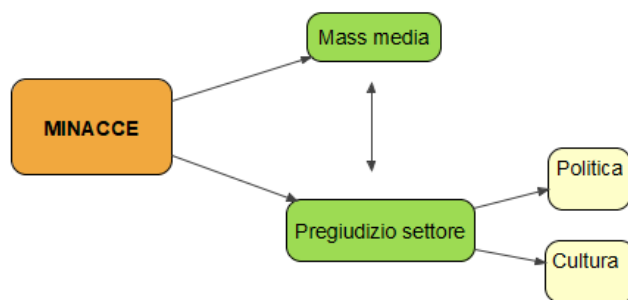 Mass media
MINACCE
Politica
Pregiudizio settore
Cultura